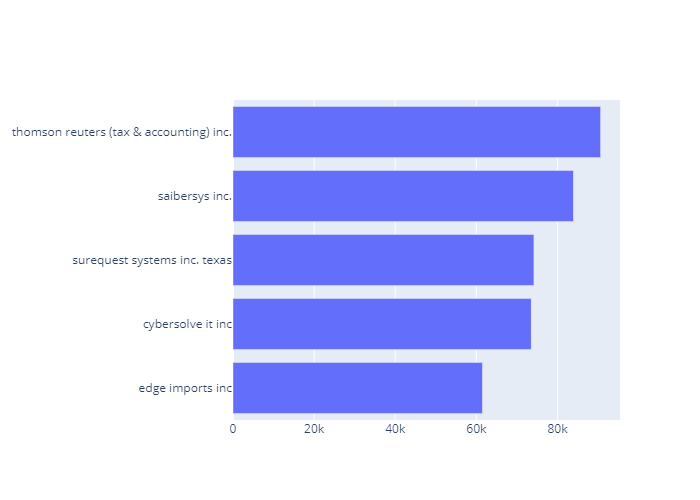 thomson reuters (tax & accounting) inc.
saibersys inc.
surequest systems inc. texas
cybersolve it inc
edge imports inc
0 20k 40k 60k 80k